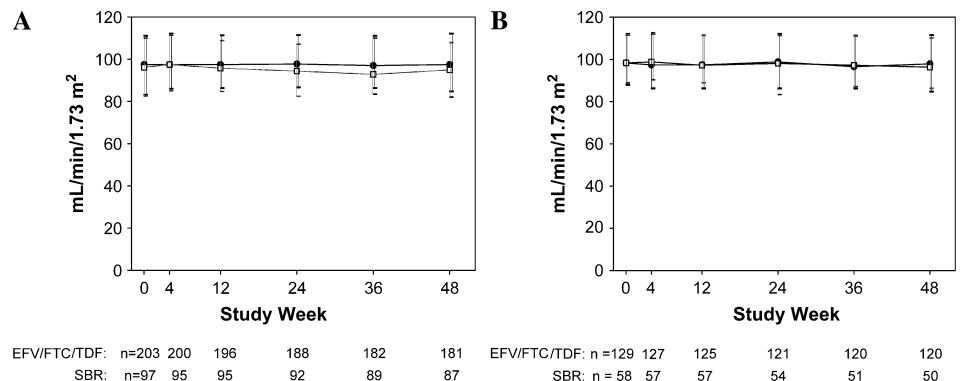 A
120
100
80
60
40
20
0
mL/min/1.73 m²
0 4 12 24 36 48
Study Week
EFV/FTC/TDF: n=203 200 196 188 182 181
SBR: n=97 95 95 92 89 87
B
120
100
80
60
40
20
0
mL/min/1.73 m²
0 4 12 24 36 48
Study Week
EFV/FTC/TDF: n =129 127 125 121 120 120
SBR: n = 58 57 57 54 51 50